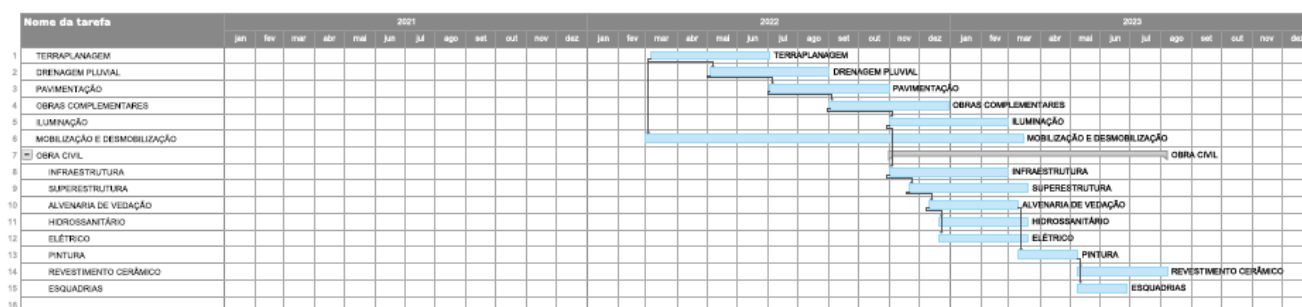 Nome da tarefa 2021 2022 2023
jan fev mar abr mai jun jul ago set out nov dez jan fev mar abr mai jun jul ago set out nov dez jan fev mar abr mai jun jul ago set out nov dez
1 TERRAPLANAGEM TERRAPLANAGEM
2 DRENAGEM PLUVIAL DRENAGEM PLUVIAL
3 PAVIMENTAÇÃO PAVIMENTAÇÃO
4 OBRAS COMPLEMENTARES OBRAS COMPLEMENTARES
5 ILUMINAÇÃO ILUMINAÇÃO
6 MOBILIZAÇÃO E DESMOBILIZAÇÃO MOBILIZAÇÃO E DESMOBILIZAÇÃO
7 OBRA CIVIL OBRA CIVIL
8 INFRAESTRUTURA INFRAESTRUTURA
9 SUPERESTRUTURA SUPERESTRUTURA
10 ALVENARIA DE VEDAÇÃO ALVENARIA DE VEDAÇÃO
11 HIDROSSANITÁRIO HIDROSSANITÁRIO
12 ELÉTRICO ELÉTRICO
13 PINTURA PINTURA
14 REVESTIMENTO CERÂMICO REVESTIMENTO CERÂMICO
15 ESQUADRIAS ESQUADRIAS
16